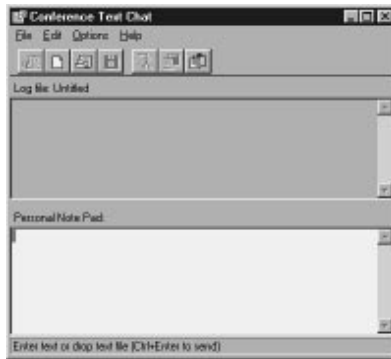 Conference Text Chat
File Edit Options Help
Log file: Untitled
Personal Note Pad:
Enter text or drop text file (Ctrl+Enter to send)